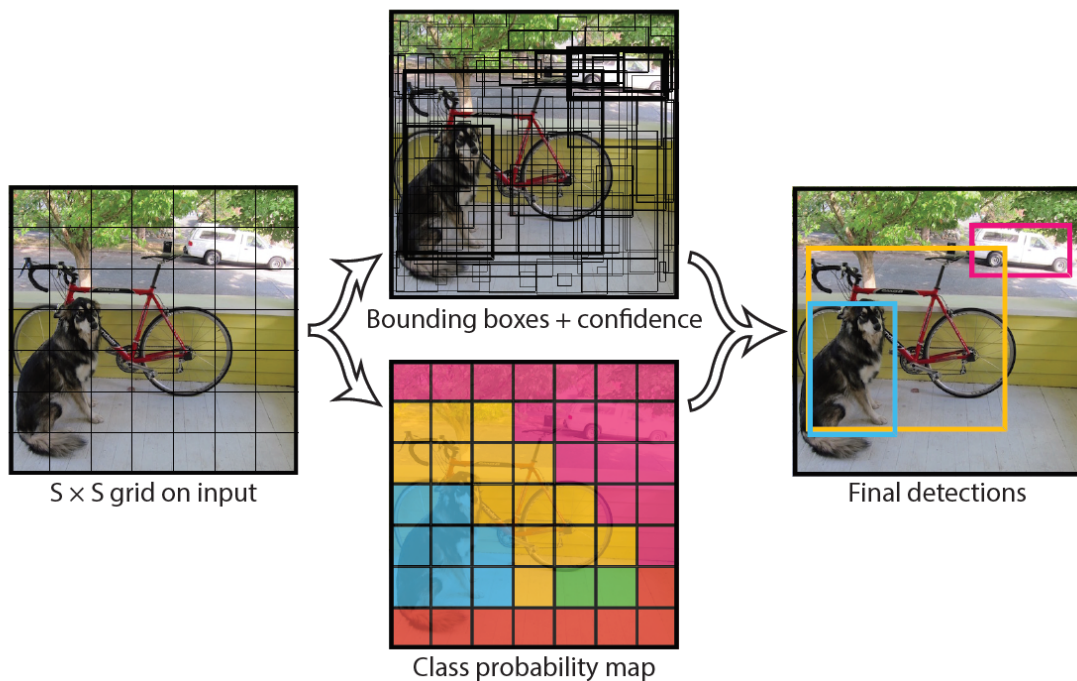 S × S grid on input
Bounding boxes + confidence
Class probability map
Final detections